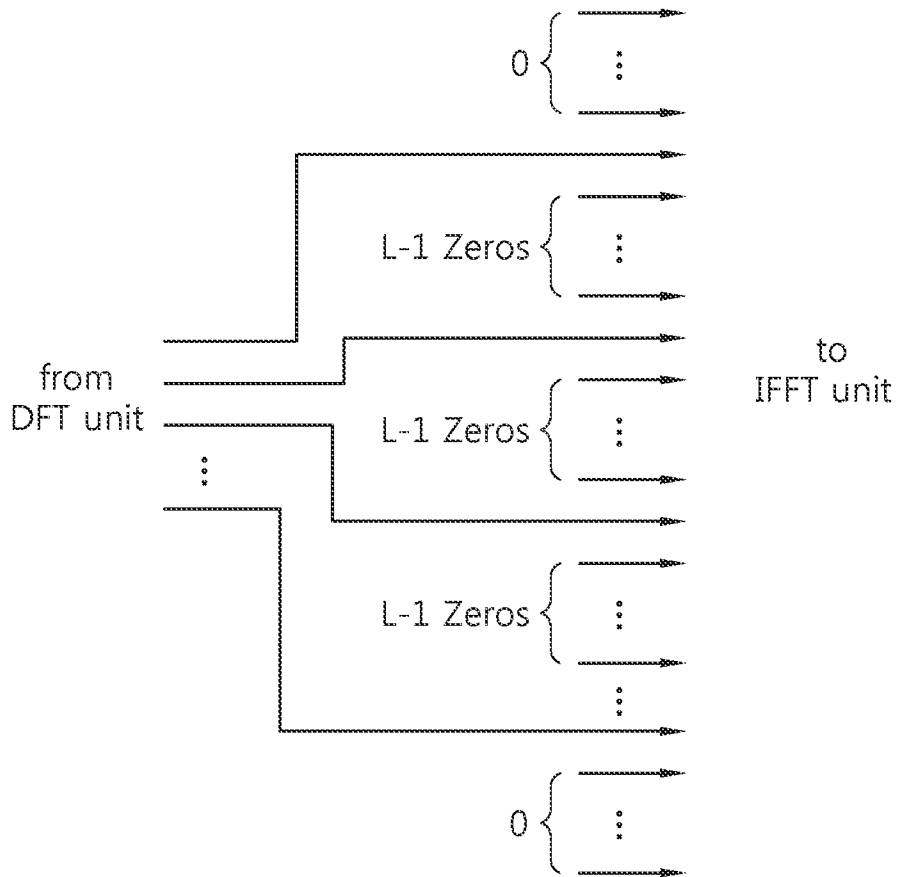 0
L-1 Zeros
from
DFT unit
to
IFFT unit
L-1 Zeros
L-1 Zeros
0